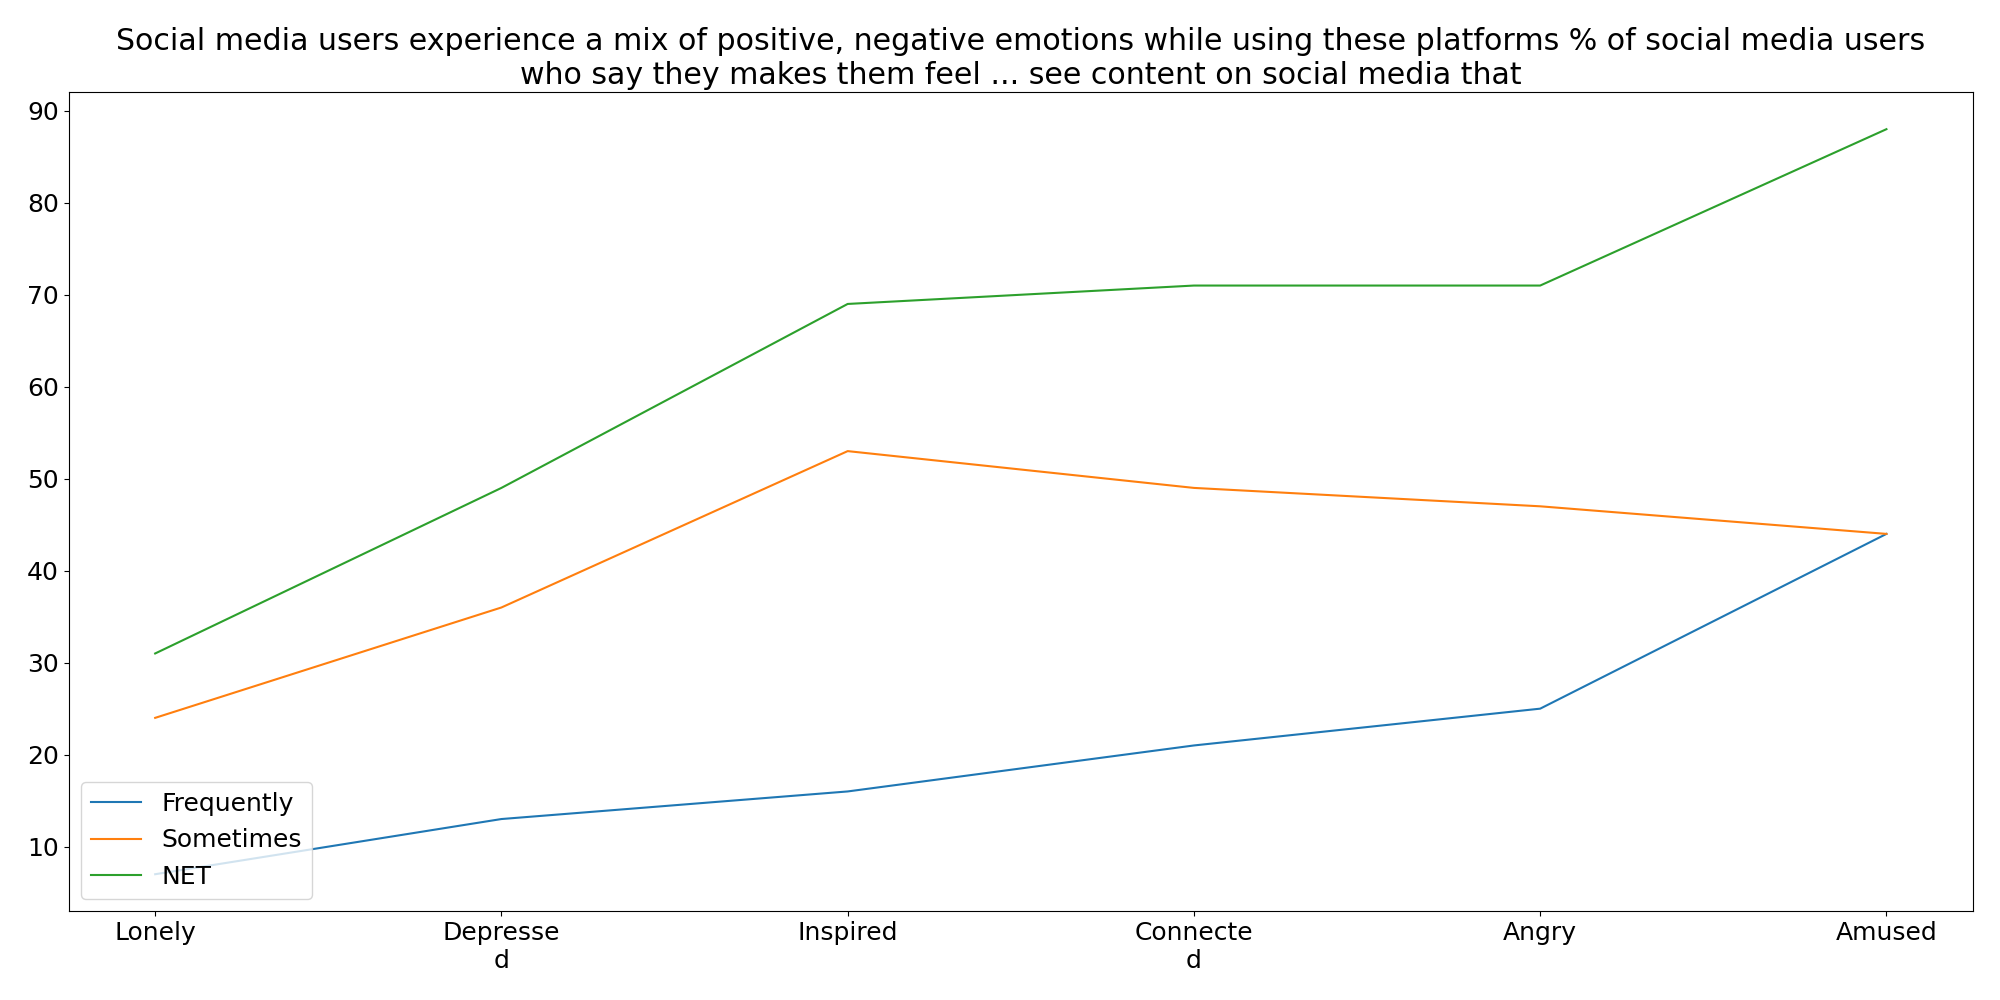 Social media users experience a mix of positive, negative emotions while using these platforms % of social media users
who say they makes them feel ... see content on social media that
90
80
70
60
50
40
30
20
10
Frequently
Sometimes
NET
Lonely
Depresse
d
Inspired
Connecte
d
Angry
Amused